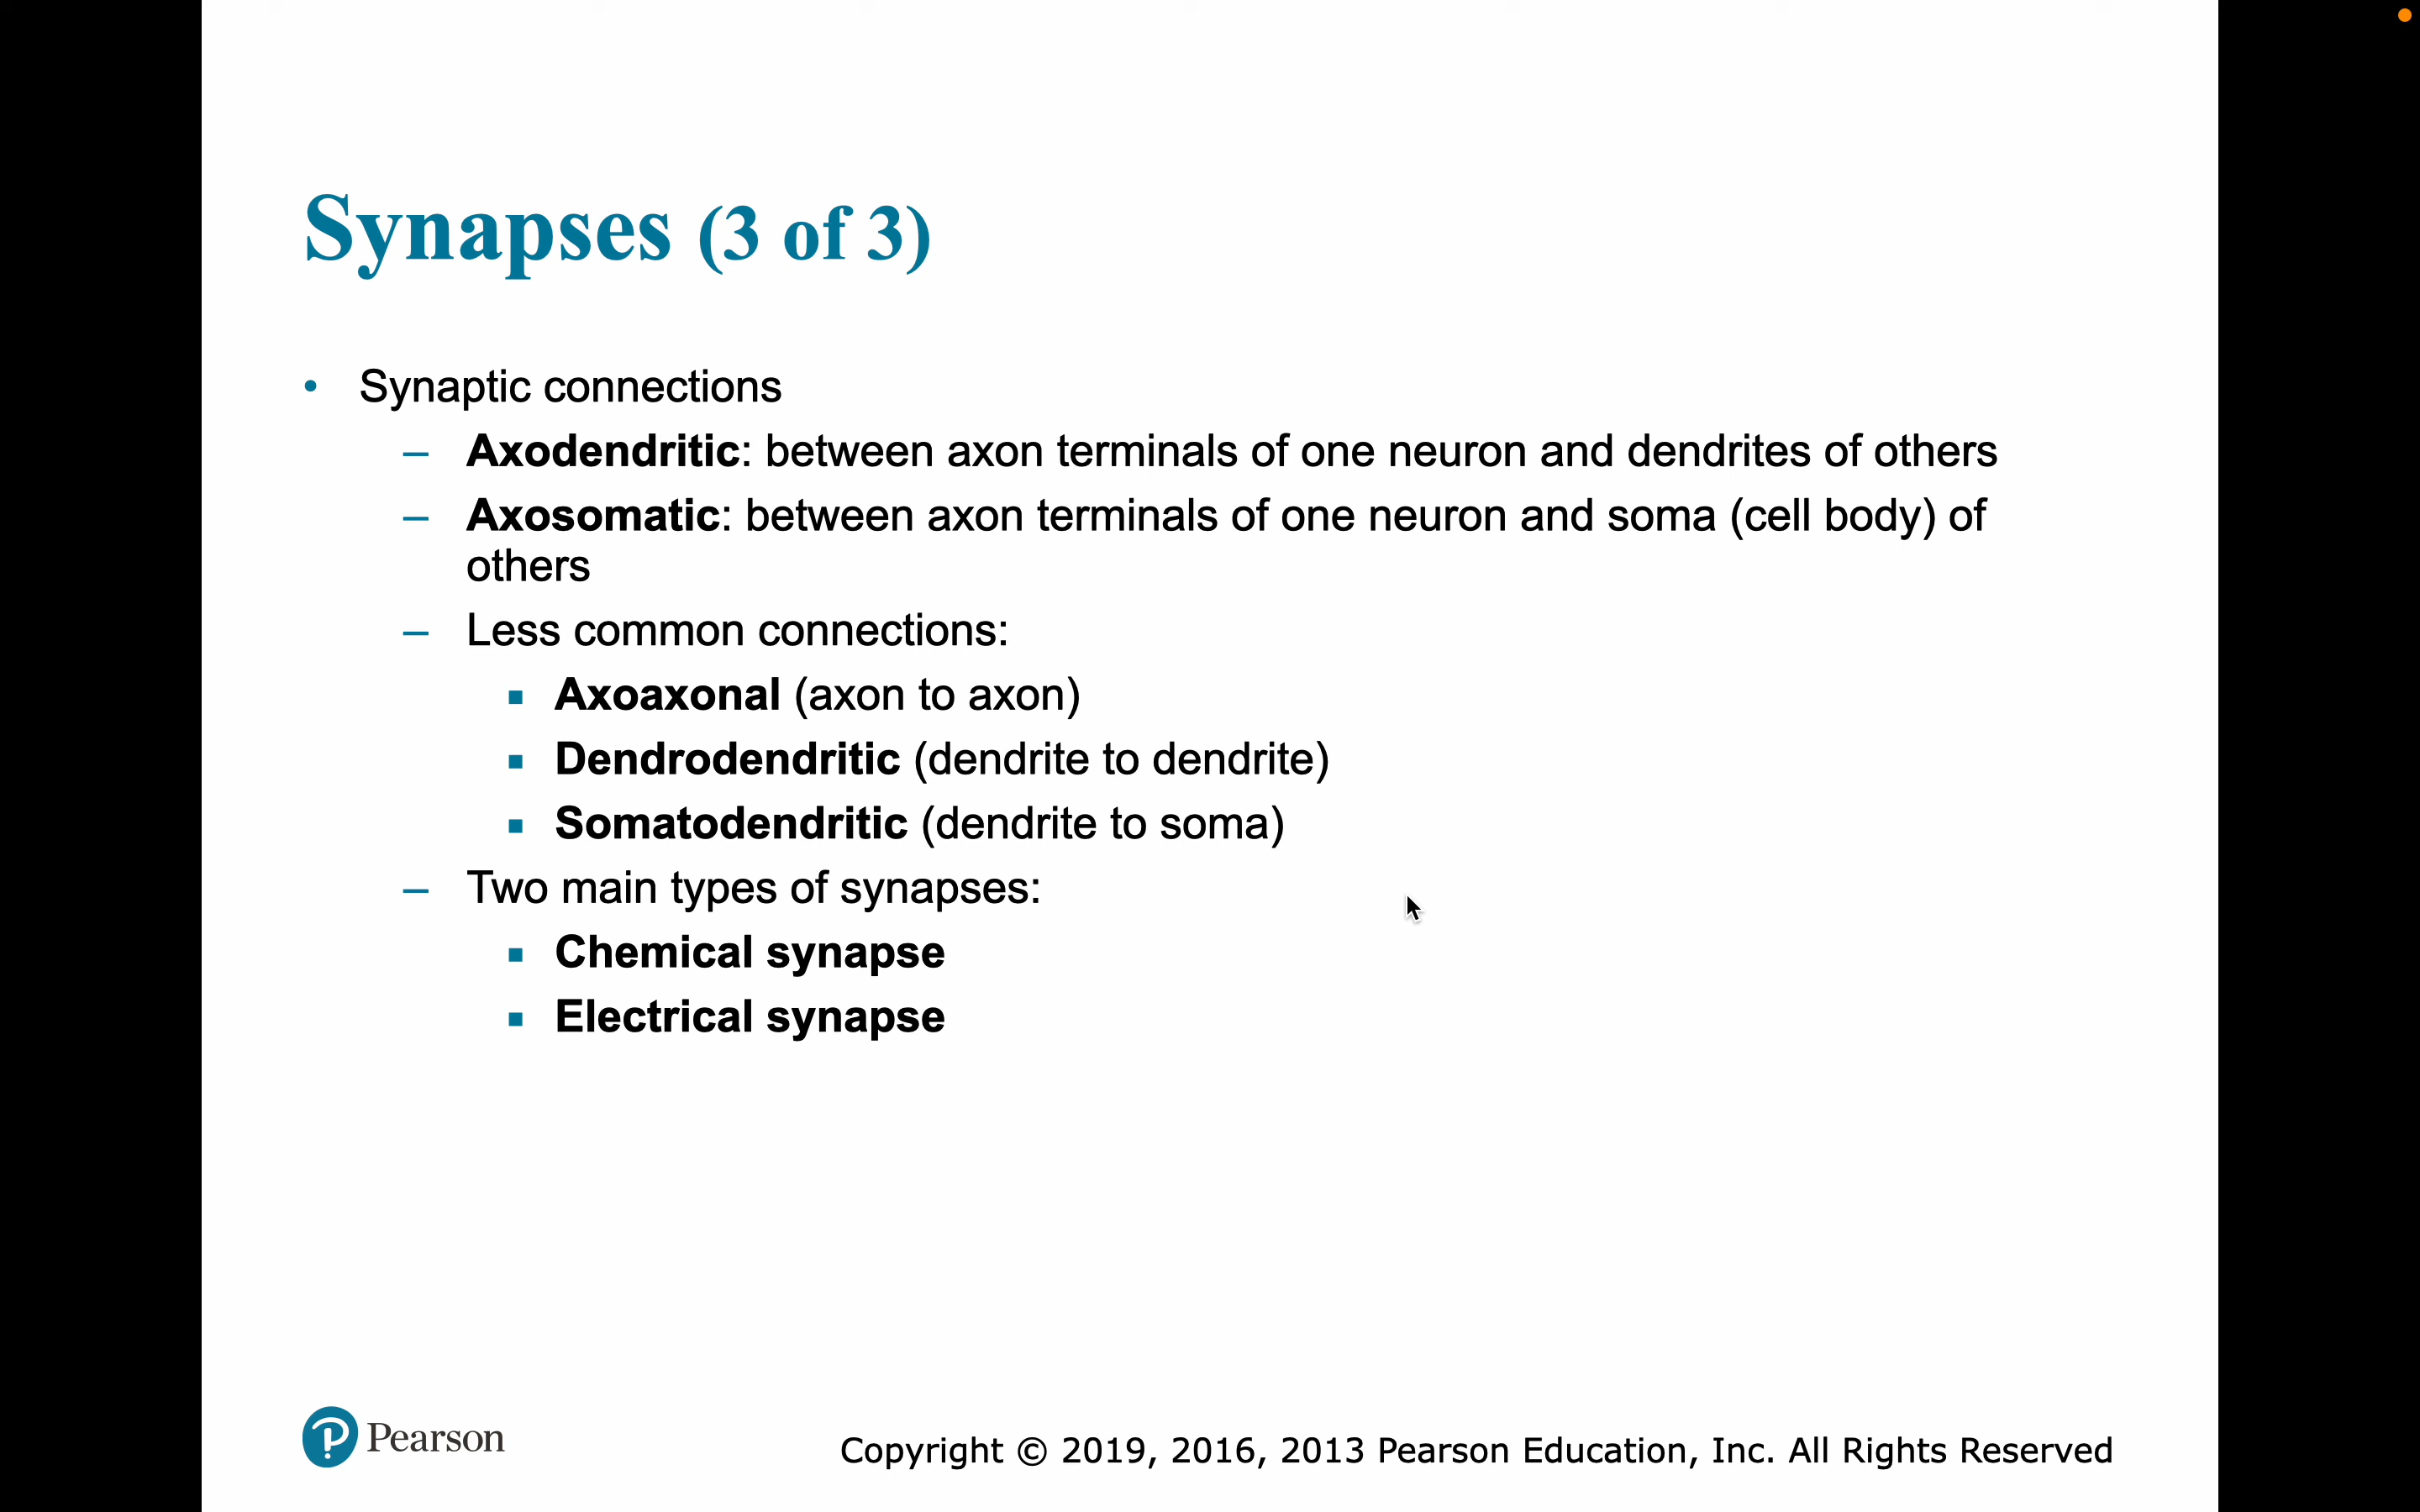 Synapses (3 of 3)
• Synaptic connections
– Axodendritic: between axon terminals of one neuron and dendrites of others
– Axosomatic: between axon terminals of one neuron and soma (cell body) of
others
– Less common connections:
▪ Axoaxonal (axon to axon)
▪ Dendrodendritic (dendrite to dendrite)
▪ Somatodendritic (dendrite to soma)
– Two main types of synapses:
▪ Chemical synapse
▪ Electrical synapse
Pearson
Copyright © 2019, 2016, 2013 Pearson Education, Inc. All Rights Reserved